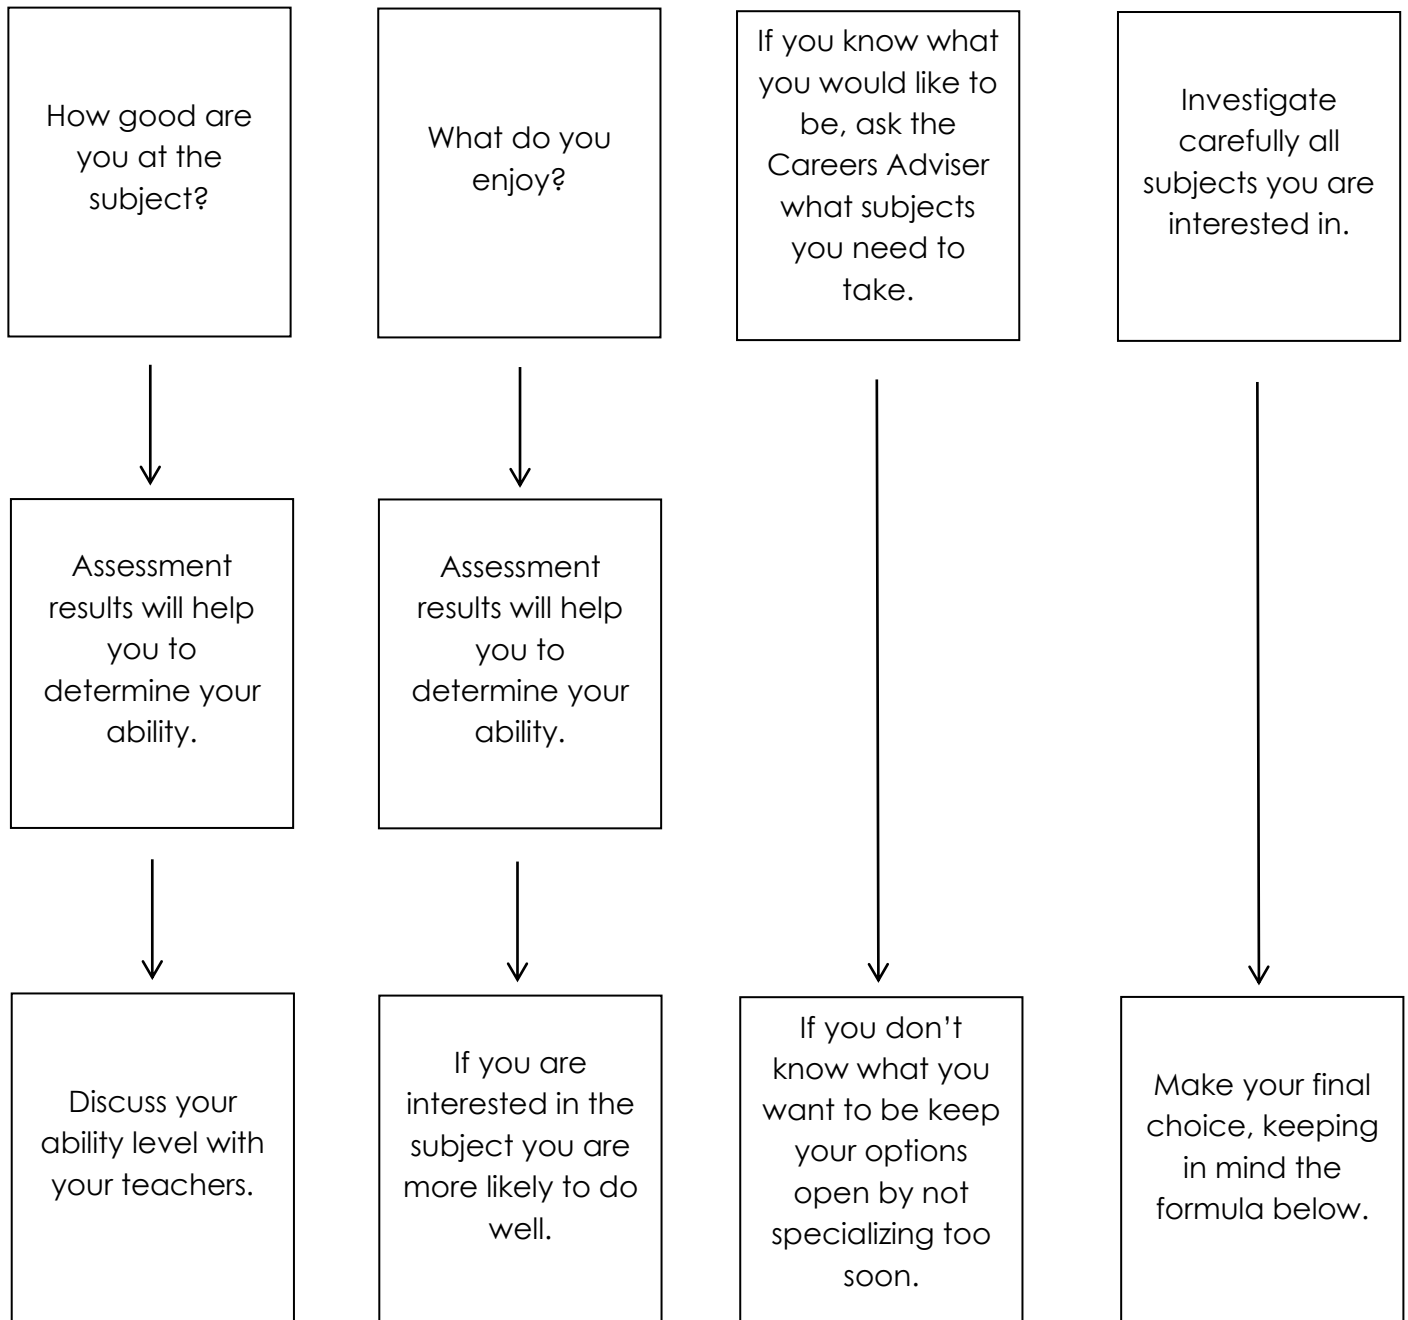 How good are
you at the
subject?
What do you
enjoy?
If you know what
you would like to
be, ask the
Careers Adviser
what subjects
you need to
take.
Investigate
carefully all
subjects you are
interested in.
Assessment
results will help
you to
determine your
ability.
Assessment
results will help
you to
determine your
ability.
Discuss your
ability level with
your teachers.
If you are
interested in the
subject you are
more likely to do
well.
If you don’t
know what you
want to be keep
your options
open by not
specializing too
soon.
Make your final
choice, keeping
in mind the
formula below.